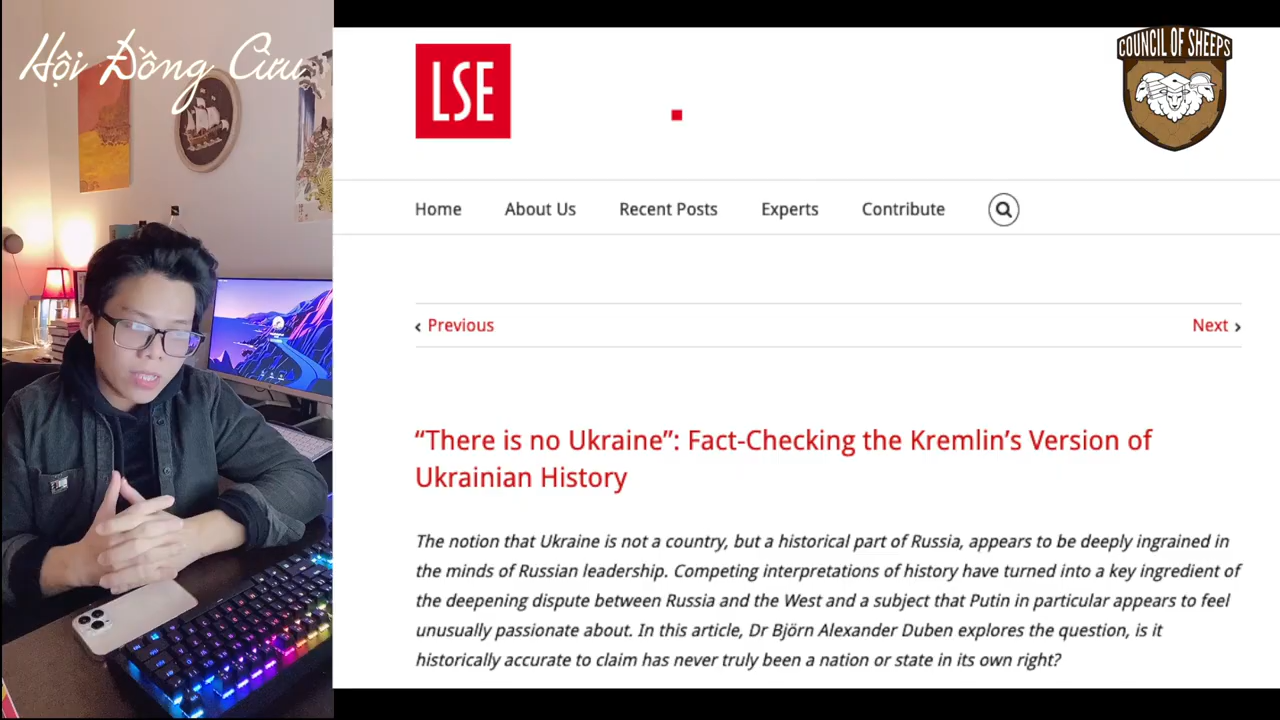 Hội Đồng Cừu
LSE
COUNCIL OF SHEEPS
Home About Us Recent Posts Experts Contribute
Previous Next
“There is no Ukraine”: Fact-Checking the Kremlin’s Version of
Ukrainian History
The notion that Ukraine is not a country, but a historical part of Russia, appears to be deeply ingrained in
the minds of Russian leadership. Competing interpretations of history have turned into a key ingredient of
the deepening dispute between Russia and the West and a subject that Putin in particular appears to feel
unusually passionate about. In this article, Dr Björn Alexander Duben explores the question, is it
historically accurate to claim has never truly been a nation or state in its own right?